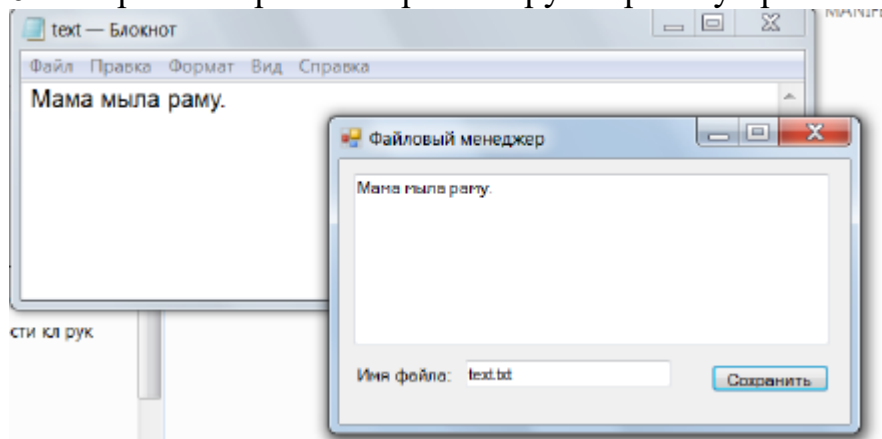 text — Блокнот
Файл Правка Формат Вид Справка
Мама мыла раму.
Файловый менеджер
Мама мыла раму.
Имя файла: text.txt
Сохранить
сти кл рук